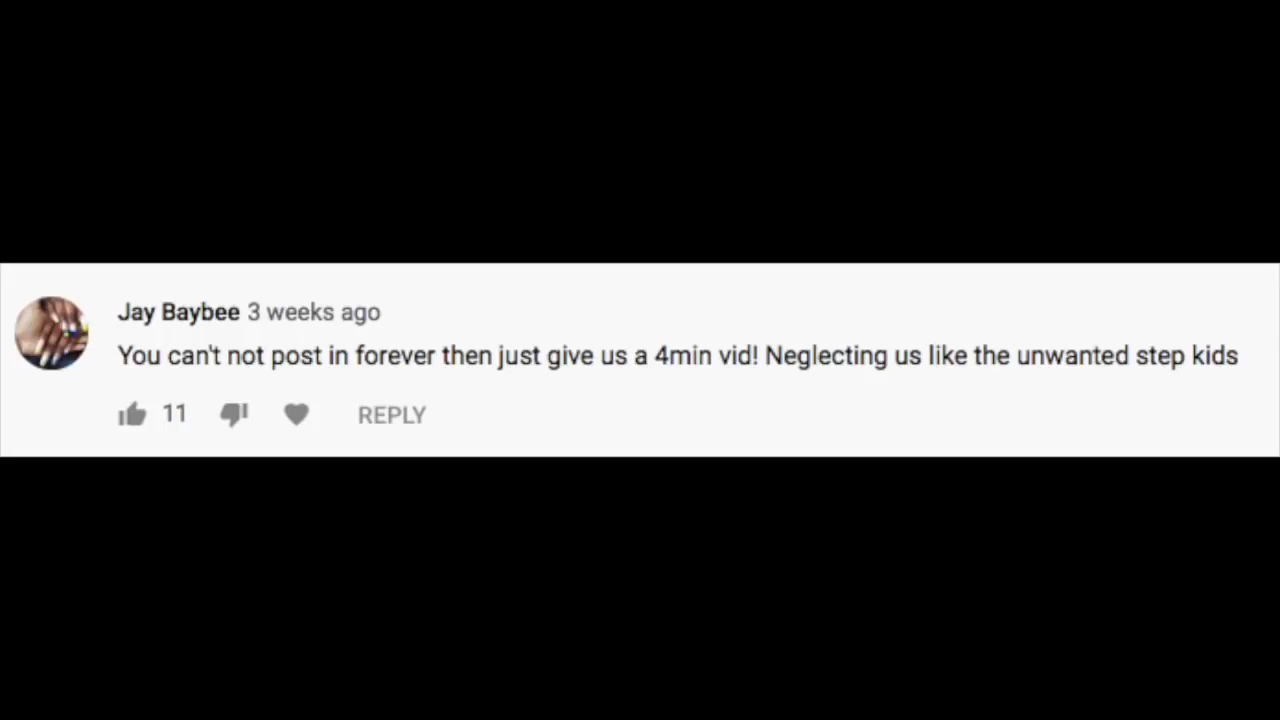 Jay Baybee 3 weeks ago
You can't not post in forever then just give us a 4min vid! Neglecting us like the unwanted step kids
11 REPLY